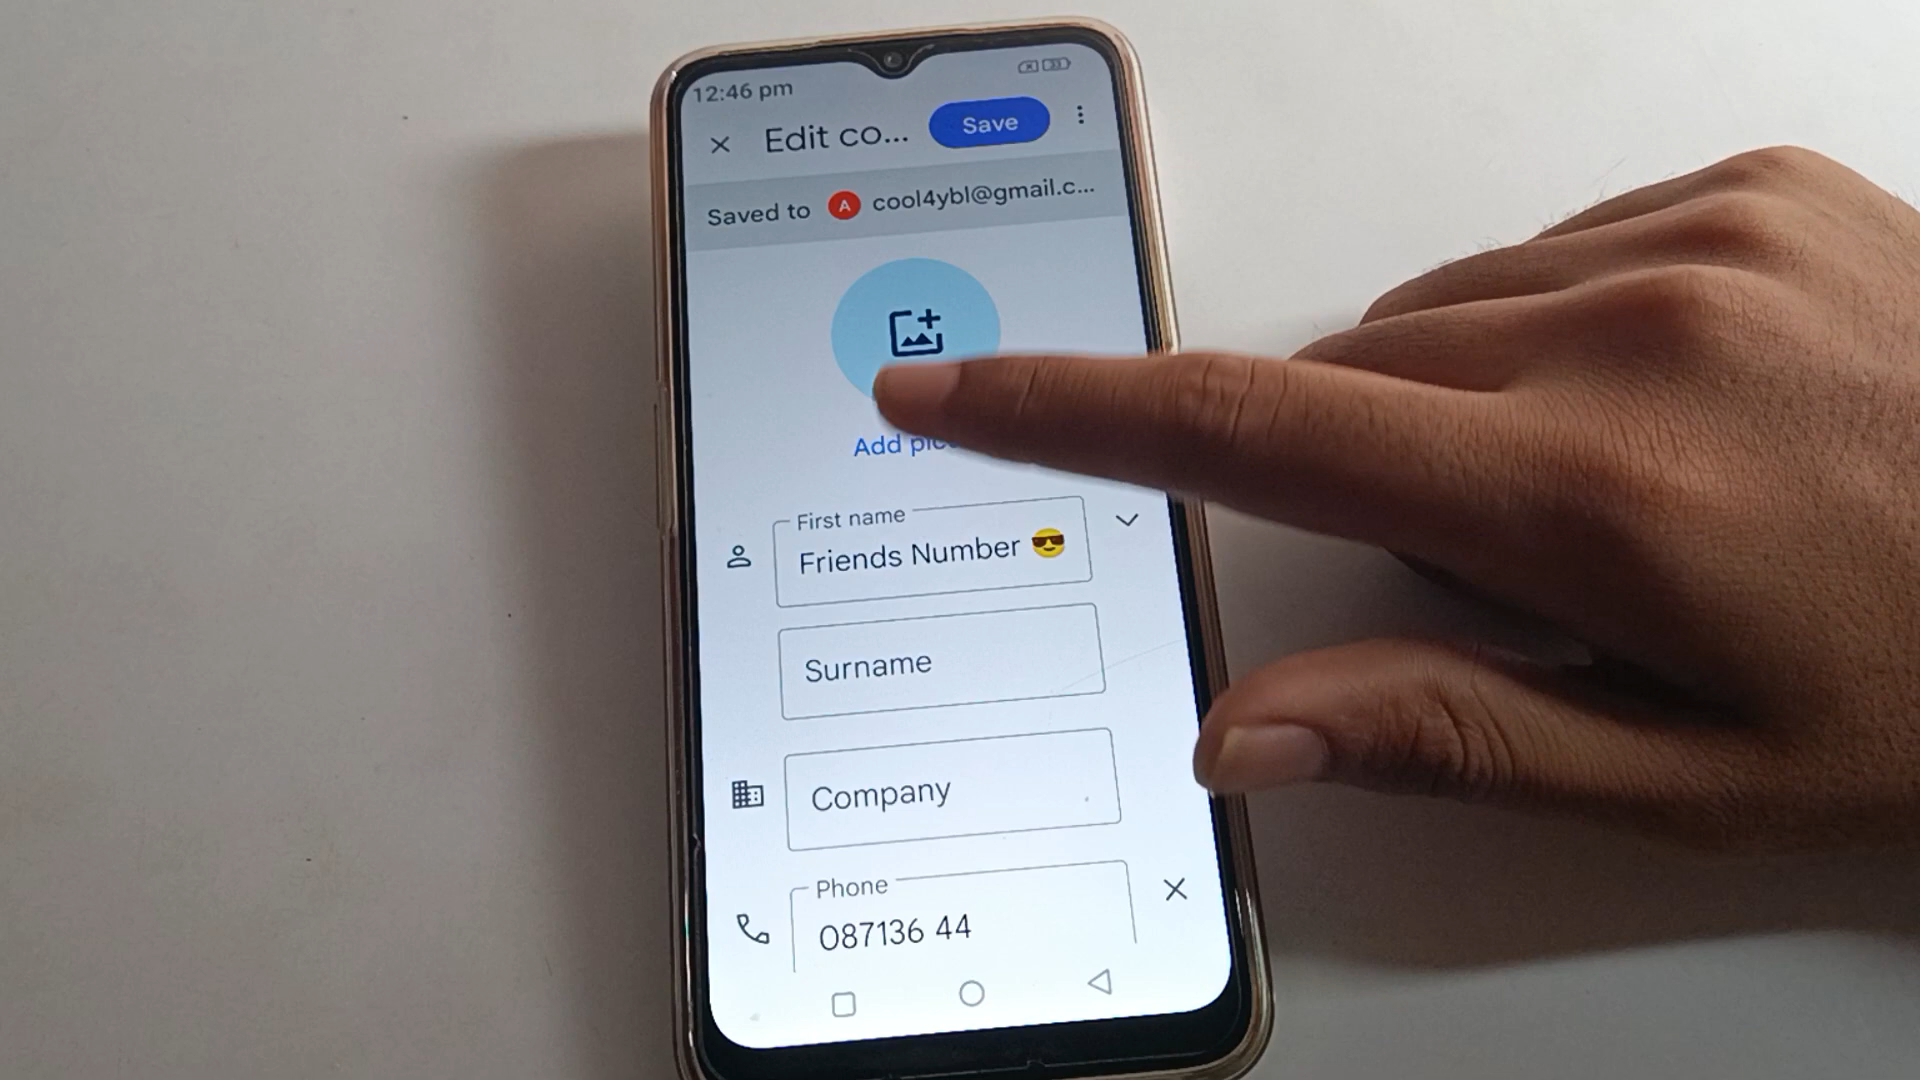 12:46 pm
Edit co...
Save
Saved to A cool4ybl@gmail.c...
Add
First name
Friends Number 😎
Surname
Company
Phone
087136 44